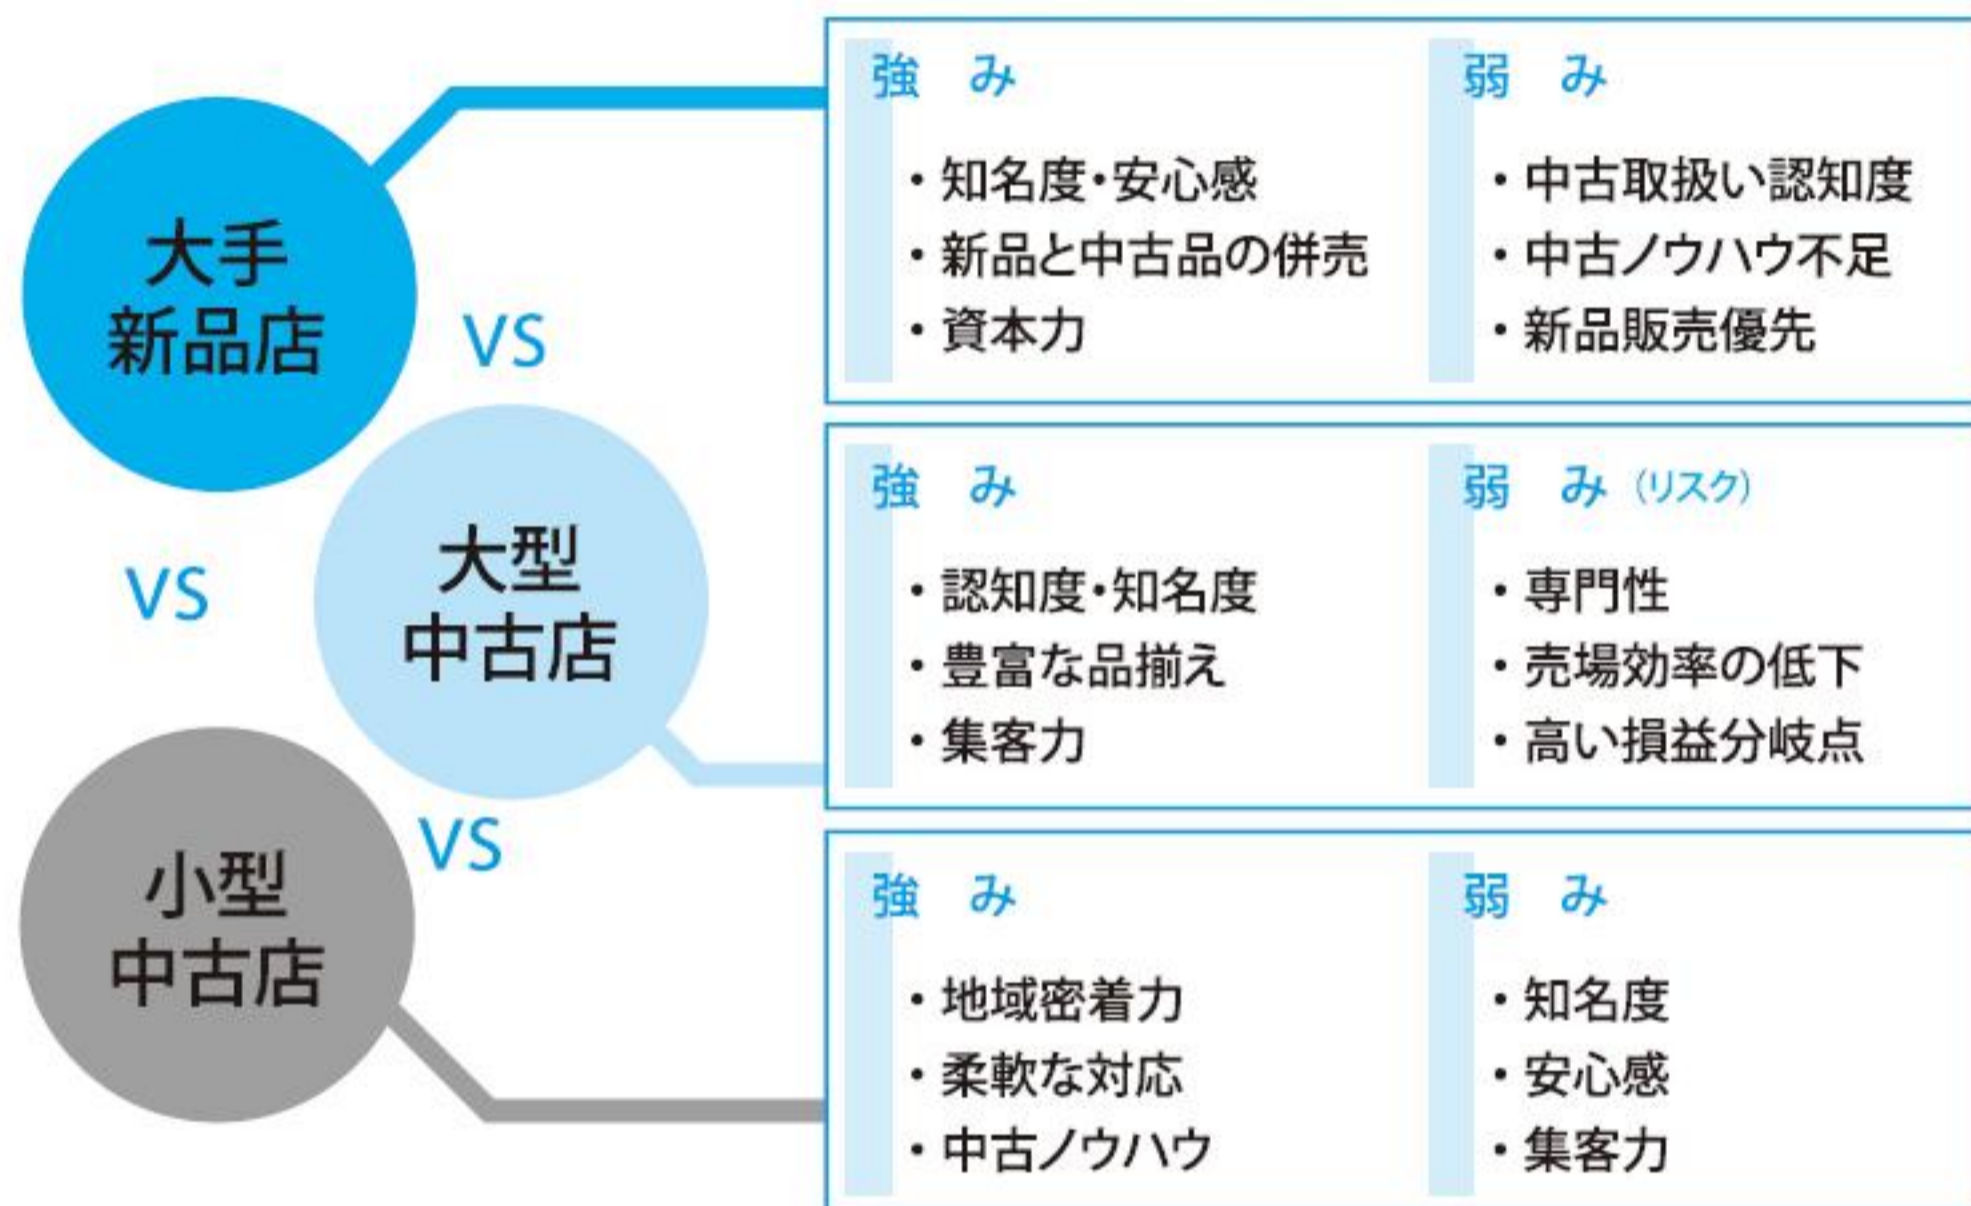 大手
新品店
VS
強　み
・知名度・安心感
・新品と中古品の併売
・資本力
弱　み
・中古取扱い認知度
・中古ノウハウ不足
・新品販売優先
VS
大型
中古店
強　み
・認知度・知名度
・豊富な品揃え
・集客力
弱　み（リスク）
・専門性
・売場効率の低下
・高い損益分岐点
VS
小型
中古店
強　み
・地域密着力
・柔軟な対応
・中古ノウハウ
弱　み
・知名度
・安心感
・集客力